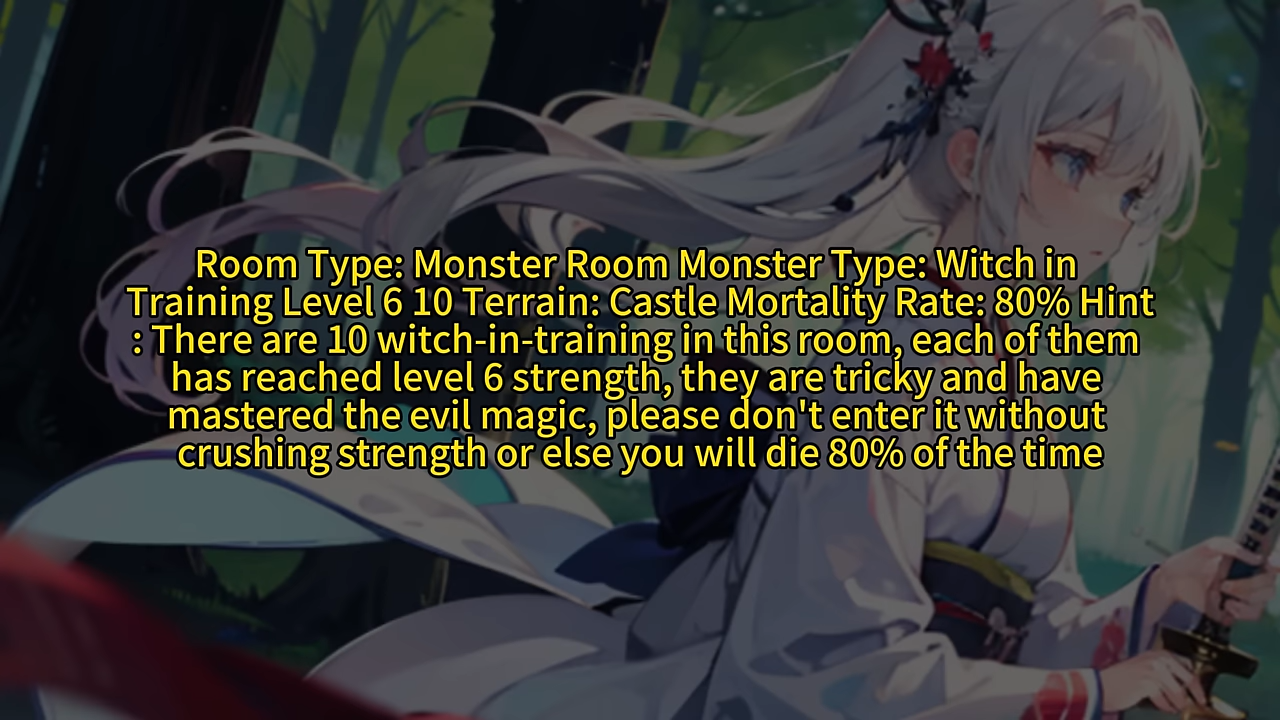 Room Type: Monster Room Monster Type: Witch in
Training Level 6 10 Terrain: Castle Mortality Rate: 80% Hint
: There are 10 witch-in-training in this room, each of them
has reached level 6 strength, they are tricky and have
mastered the evil magic, please don't enter it without
crushing strength or else you will die 80% of the time